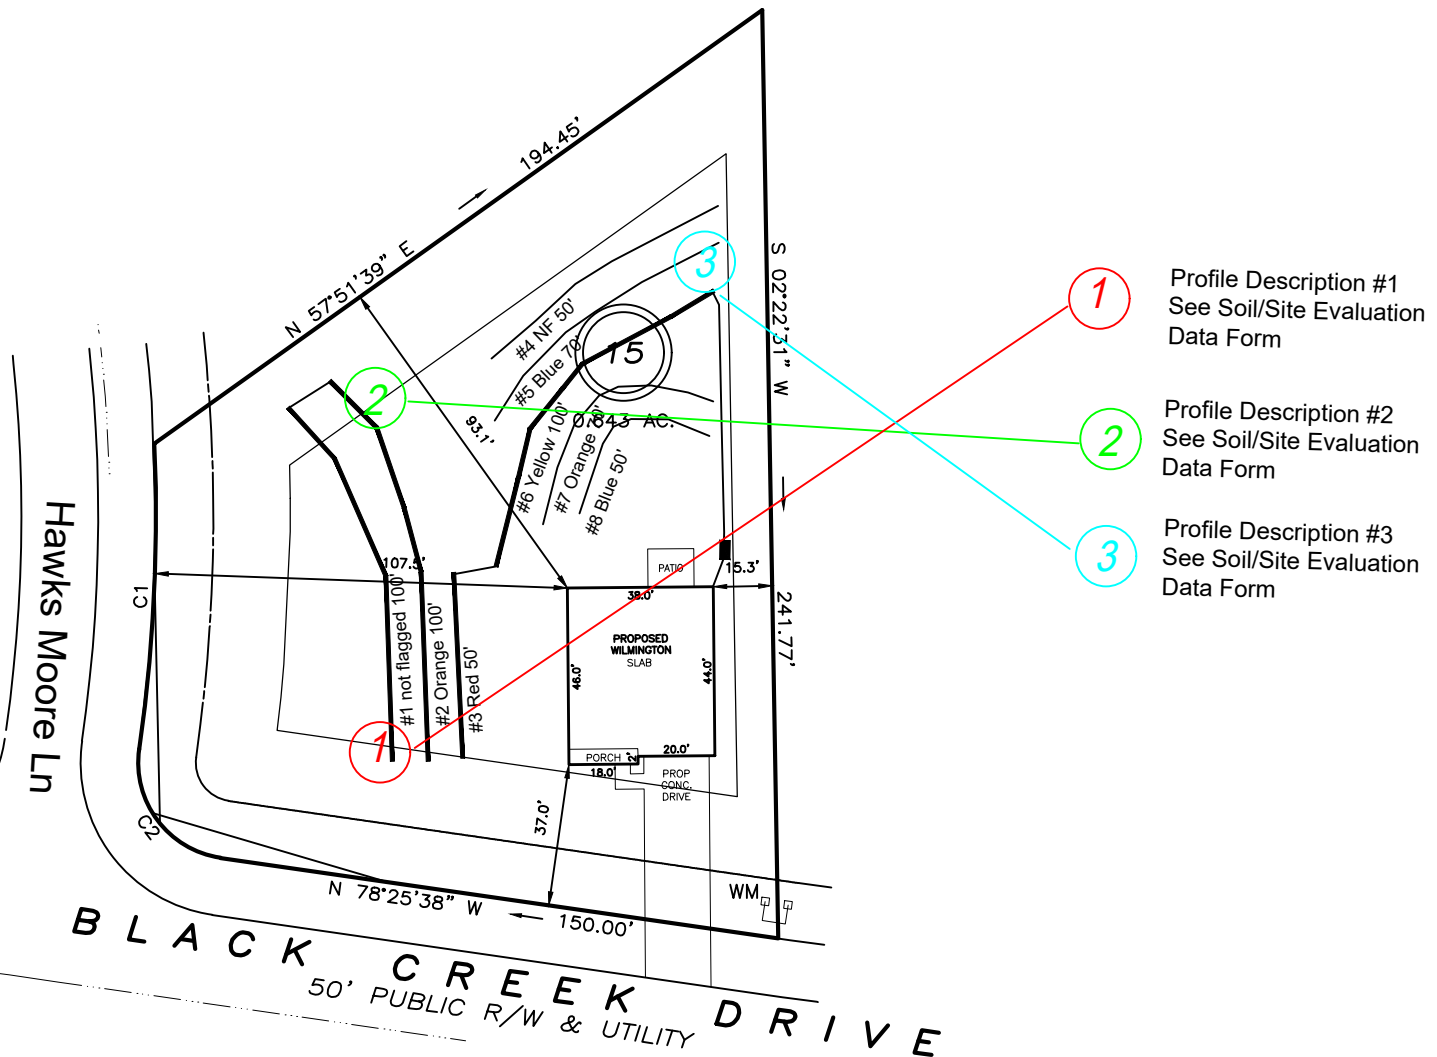 194.45'
N 57°51'39" E
S 02°22'31" W
241.77'
93.1'
#4 NF 50'
#5 Blue 70'
#6 Yellow 100'
#7 Orange
#8 Blue 50'
15
0.643 AC.
1
2
3
1
Profile Description #1
See Soil/Site Evaluation
Data Form
2
Profile Description #2
See Soil/Site Evaluation
Data Form
3
Profile Description #3
See Soil/Site Evaluation
Data Form
107.5'
#1 not flagged 100'
#2 Orange 100'
#3 Red 50'
PATIO
15.3'
38.0'
PROPOSED
WILMINGTON
SLAB
46.0'
44.0'
PORCH
2'
20.0'
18.0'
PROP
CONC.
DRIVE
37.0'
C1
C2
Hawks Moore Ln
WM
N 78°25'38" W
150.00'
BLACK CREEK DRIVE
50' PUBLIC R/W & UTILITY